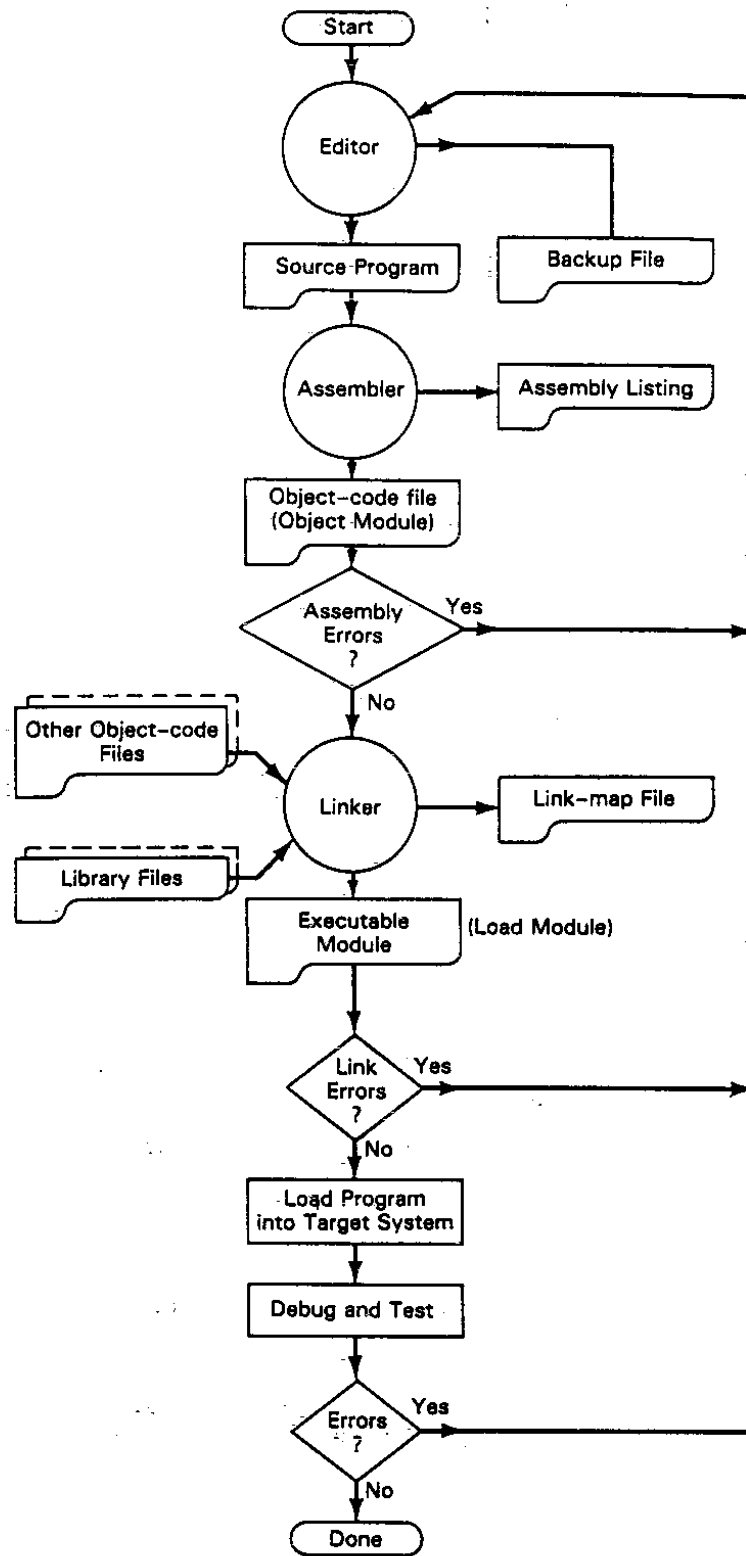 Start
Editor
Source Program
Backup File
Assembler
Assembly Listing
Object-code file
(Object Module)
Assembly
Errors
?
Yes
No
Other Object-code
Files
Linker
Link-map File
Library Files
Executable
Module
(Load Module)
Link
Errors
?
Yes
No
Load Program
into Target System
Debug and Test
Errors
?
Yes
No
Done